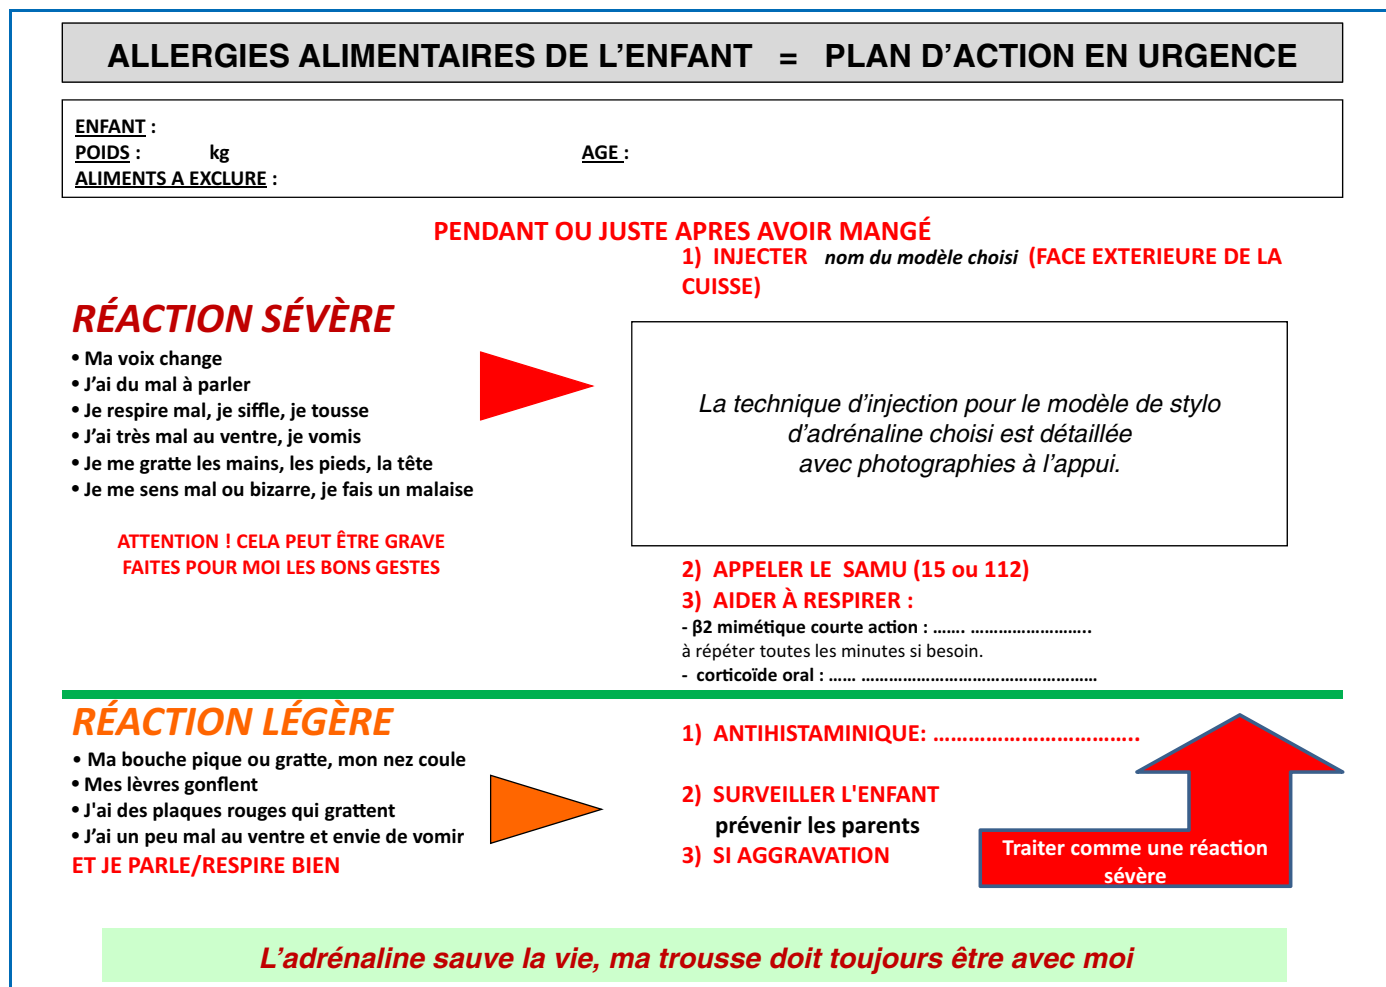 ALLERGIES ALIMENTAIRES DE L’ENFANT = PLAN D’ACTION EN URGENCE
ENFANT :
POIDS : kg AGE :
ALIMENTS A EXCLURE :
PENDANT OU JUSTE APRES AVOIR MANGÉ
RÉACTION SÉVÈRE
• Ma voix change
• J’ai du mal à parler
• Je respire mal, je siffle, je tousse
• J’ai très mal au ventre, je vomis
• Je me gratte les mains, les pieds, la tête
• Je me sens mal ou bizarre, je fais un malaise
ATTENTION ! CELA PEUT ÊTRE GRAVE
FAITES POUR MOI LES BONS GESTES
1) INJECTER nom du modèle choisi (FACE EXTERIEURE DE LA
CUISSE)
La technique d’injection pour le modèle de stylo
d’adrénaline choisi est détaillée
avec photographies à l’appui.
2) APPELER LE SAMU (15 ou 112)
3) AIDER À RESPIRER :
- β2 mimétique courte action : ……. ……………………..
à répéter toutes les minutes si besoin.
- corticoïde oral : …… ……………………………………………
RÉACTION LÉGÈRE
• Ma bouche pique ou gratte, mon nez coule
• Mes lèvres gonflent
• J'ai des plaques rouges qui grattent
• J’ai un peu mal au ventre et envie de vomir
ET JE PARLE/RESPIRE BIEN
1) ANTIHISTAMINIQUE: ……………………………..
2) SURVEILLER L'ENFANT
prévenir les parents
3) SI AGGRAVATION
Traiter comme une réaction
sévère
L’adrénaline sauve la vie, ma trousse doit toujours être avec moi